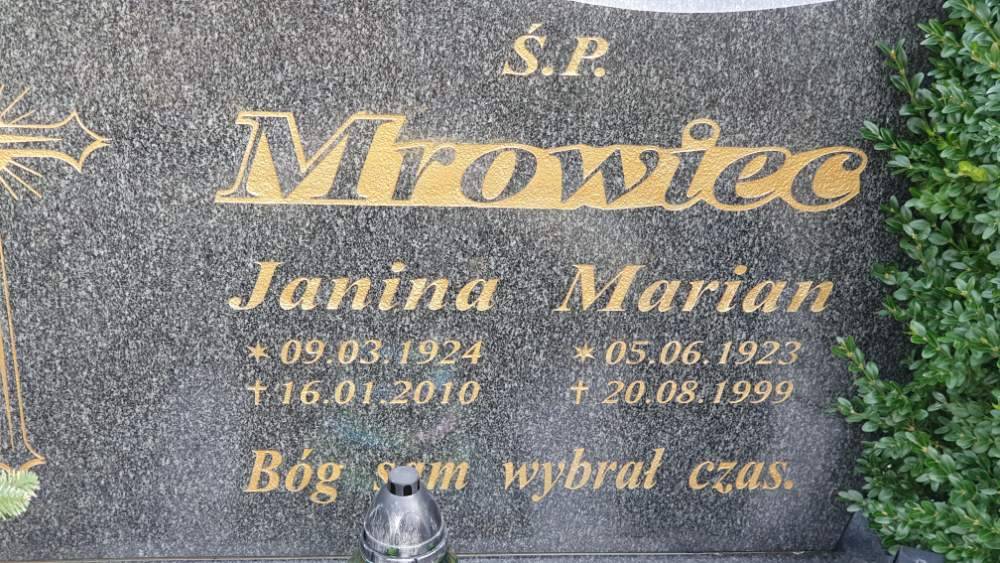 Ś.P.
Mrowiec
Janina Marian
✶ 09.03.1924 ✶ 05.06.1923
† 16.01.2010 † 20.08.1999
Bóg sam wybrał czas.